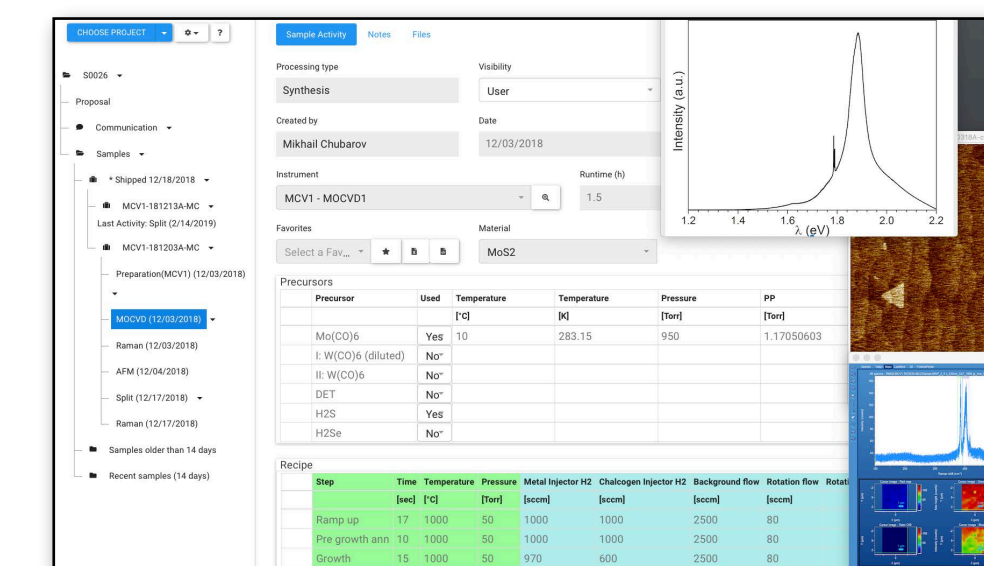 CHOOSE PROJECT
?
S0026
Proposal
Communication
Samples
* Shipped 12/18/2018
MCV1-181213A-MC
Last Activity: Split (2/14/2019)
MCV1-181203A-MC
Preparation(MCV1) (12/03/2018)
MOCVD (12/03/2018)
Raman (12/03/2018)
AFM (12/04/2018)
Split (12/17/2018)
Raman (12/17/2018)
Samples older than 14 days
Recent samples (14 days)
Sample Activity Notes Files
Processing type Visibility
Synthesis User
Created by Date
Mikhail Chubarov 12/03/2018
Instrument Runtime (h)
MCV1 - MOCVD1 1.5
Favorites Material
Select a Fav... MoS2
Precursors
Precursor Used Temperature Temperature Pressure PP
[°C] [K] [Torr] [Torr]
Mo(CO)6 Yes 10 283.15 950 1.17050603
I: W(CO)6 (diluted) No
II: W(CO)6 No
DET No
H2S Yes
H2Se No
Recipe
Step Time Temperature Pressure Metal Injector H2 Chalcogen Injector H2 Background flow Rotation flow Rotati
[sec] [°C] [Torr] [sccm] [sccm] [sccm] [sccm]
Ramp up 17 1000 50 1000 1000 2500 80
Pre growth ann 10 1000 50 1000 1000 2500 80
Growth 15 1000 50 970 600 2500 80
Intensity (a.u.)
1.2 1.4 1.6 1.8 2.0 2.2
λ (eV)